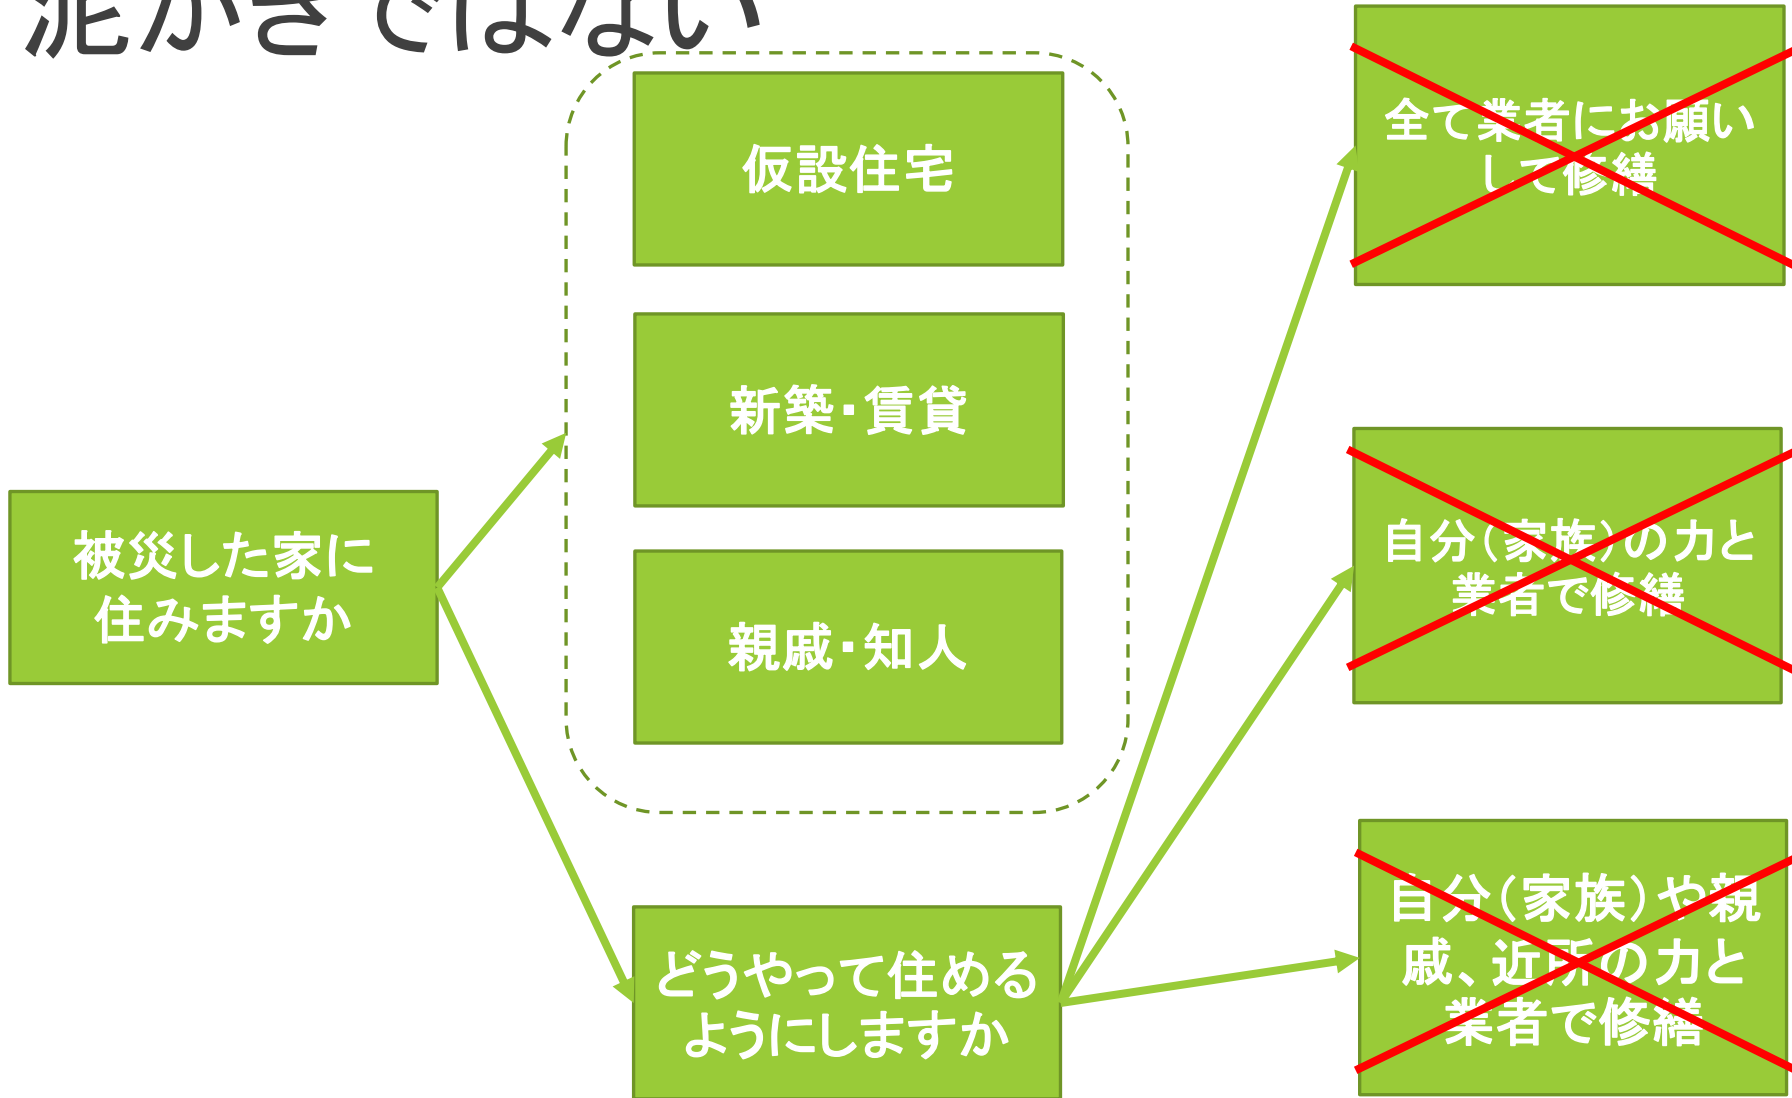 泥かきではない
仮設住宅
新築・賃貸
親戚・知人
被災した家に
住みますか
どうやって住める
ようにしますか
全て業者にお願い
して修繕
自分（家族）の力と
業者で修繕
自分（家族）や親
戚、近所の力と
業者で修繕